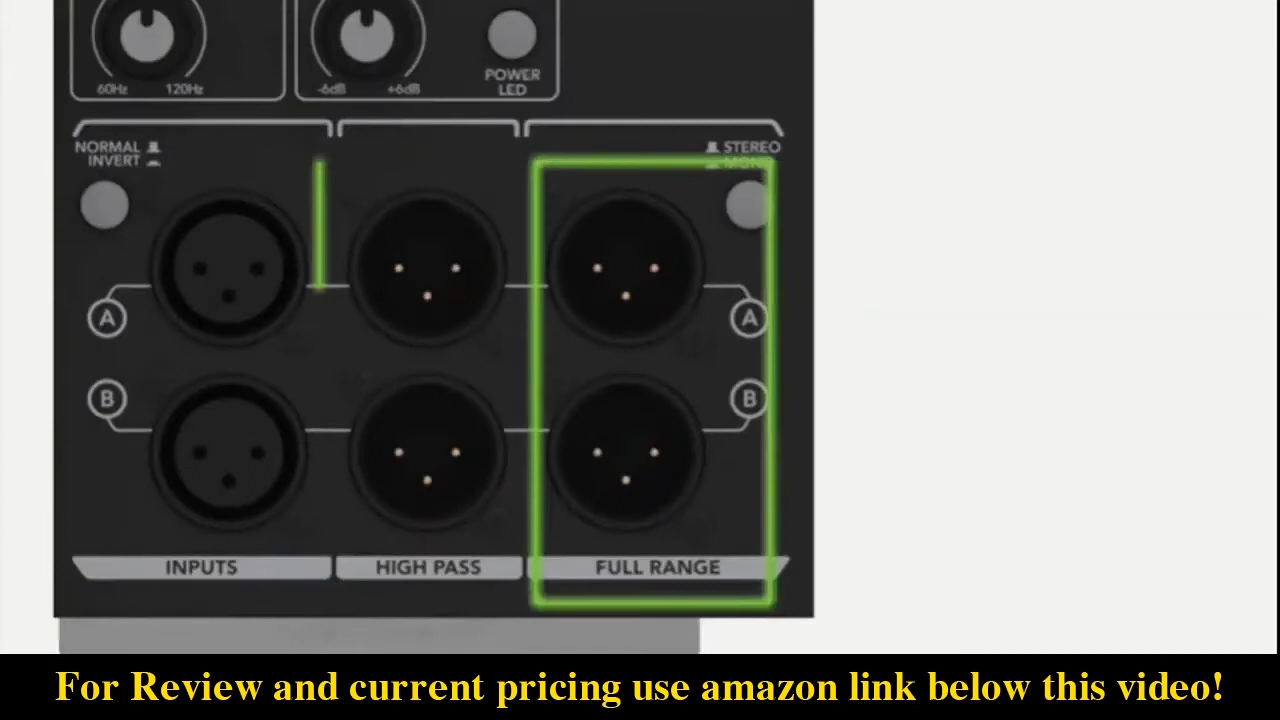 60Hz 120Hz
-6dB +6dB
POWER
LED
NORMAL
INVERT
STEREO
MONO
A
A
B
B
INPUTS
HIGH PASS
FULL RANGE
For Review and current pricing use amazon link below this video!